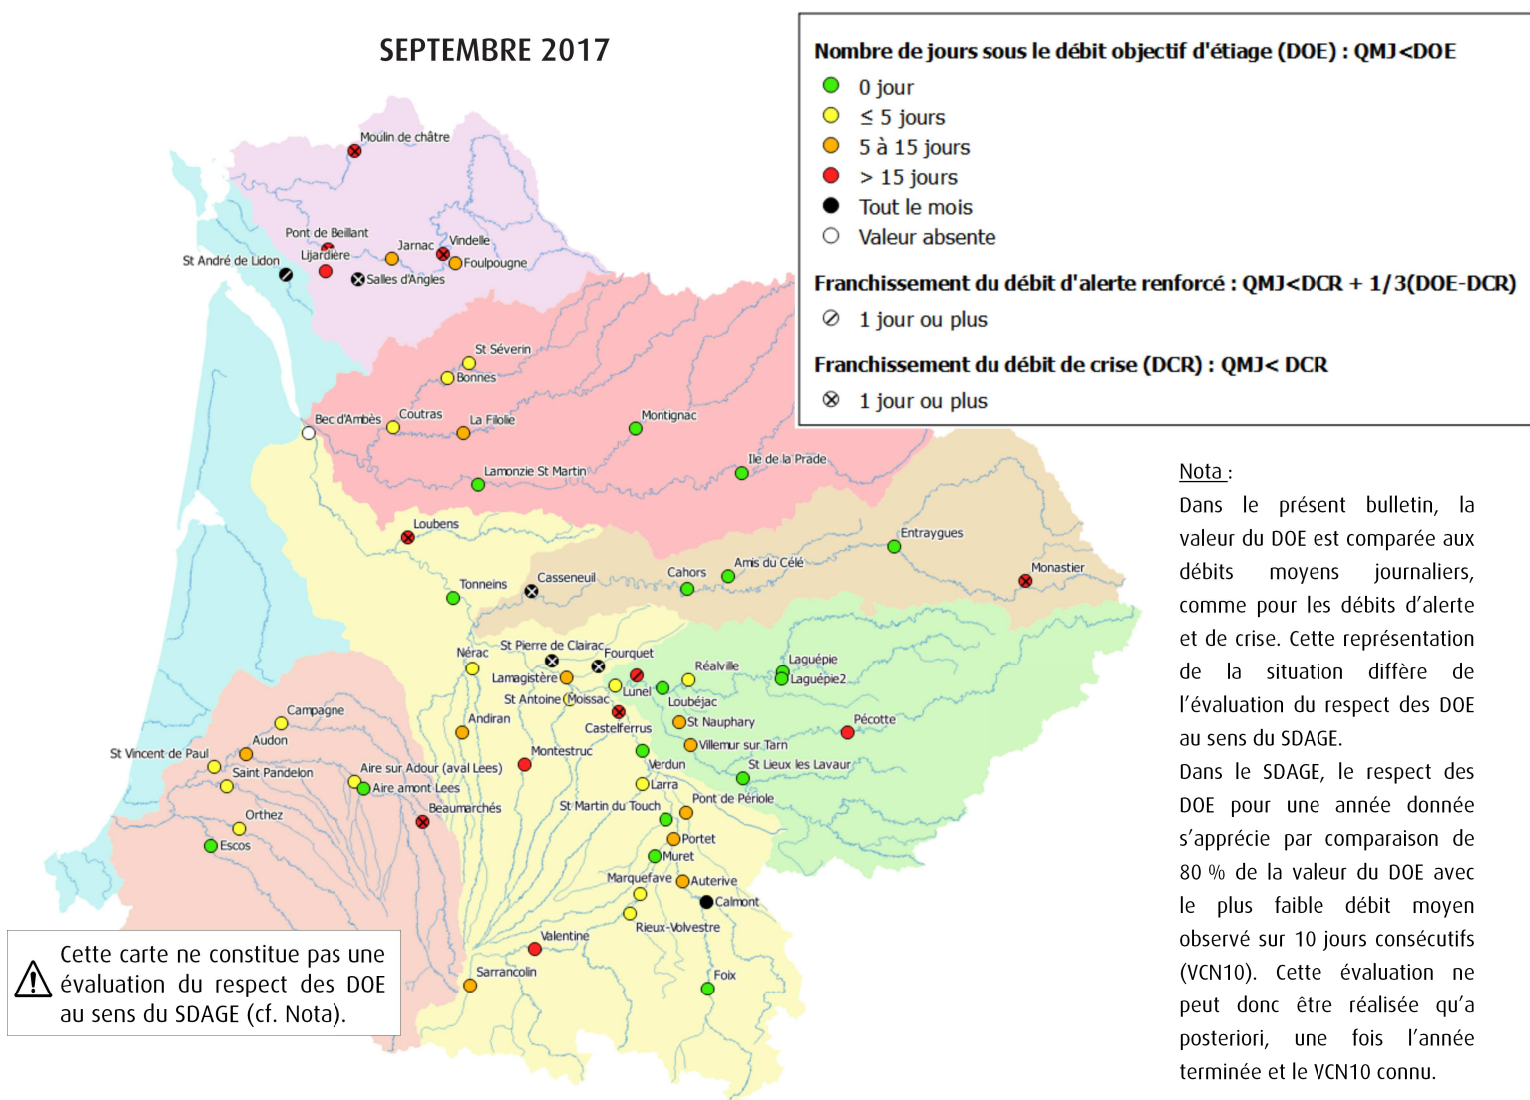 SEPTEMBRE 2017
Nombre de jours sous le débit objectif d'étiage (DOE) : QMJ<DOE
0 jour
≤ 5 jours
5 à 15 jours
> 15 jours
Tout le mois
Valeur absente
Franchissement du débit d'alerte renforcé : QMJ<DCR + 1/3(DOE-DCR)
1 jour ou plus
Franchissement du débit de crise (DCR) : QMJ< DCR
1 jour ou plus
Moulin de châtre
Pont de Beillant
Jarnac
Vindelle
Lijardière
St André de Lidon
Foulpougne
Salles d'Angles
St Séverin
Bonnes
Bec d'Ambès
Coutras
La Filolie
Montignac
Ile de la Prade
Lamonzie St Martin
Loubens
Entraygues
Amis du Célé
Cahors
Monastier
Casseneuil
Tonneins
St Pierre de Clairac
Fourquet
Nérac
Réalville
Laguépie
Lamagistère
Laguépie2
St Antoine
Moissac
Lunel
Loubéjac
Campagne
Andiran
Castelferrus
St Nauphary
Pécotte
Audon
Villemur sur Tarn
St Vincent de Paul
Montestruc
Verdun
St Lieux les Lavaur
Saint Pandelon
Aire sur Adour (aval Lees)
Aire amont Lees
Larra
Pont de Périole
St Martin du Touch
Beaumarchés
Orthez
Escos
Portet
Muret
Marquefave
Auterive
Calmont
Rieux-Volvestre
Valentine
Sarrancolin
Foix
Cette carte ne constitue pas une
évaluation du respect des DOE
au sens du SDAGE (cf. Nota).
Nota :
Dans le présent bulletin, la
valeur du DOE est comparée aux
débits moyens journaliers,
comme pour les débits d'alerte
et de crise. Cette représentation
de la situation diffère de
l'évaluation du respect des DOE
au sens du SDAGE.
Dans le SDAGE, le respect des
DOE pour une année donnée
s'apprécie par comparaison de
80 % de la valeur du DOE avec
le plus faible débit moyen
observé sur 10 jours consécutifs
(VCN10). Cette évaluation ne
peut donc être réalisée qu'a
posteriori, une fois l'année
terminée et le VCN10 connu.